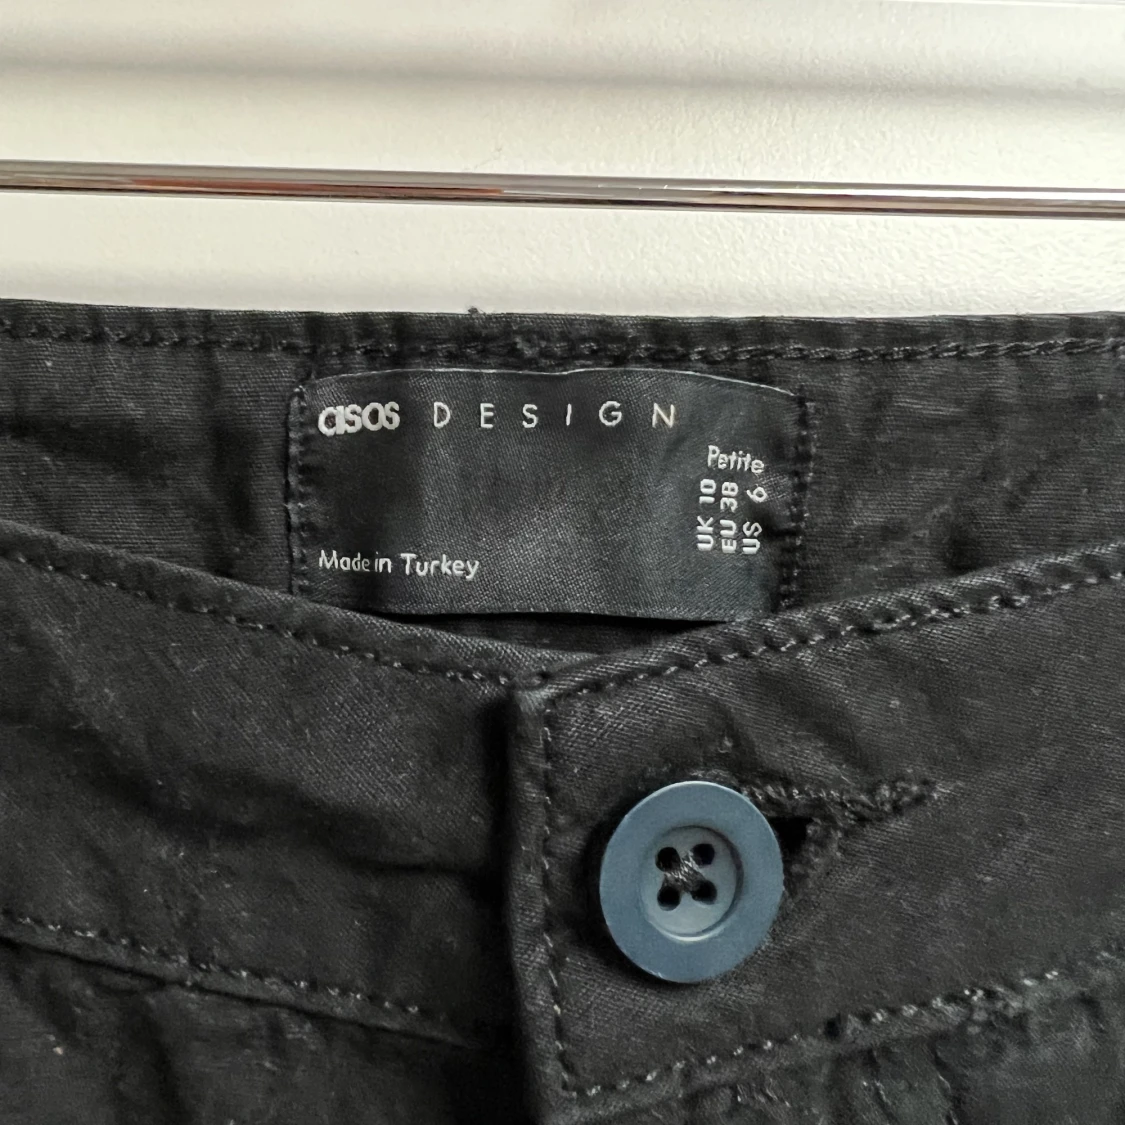 asos DESIGN
Petite
UK 10
EU 38
US 6
Made in Turkey